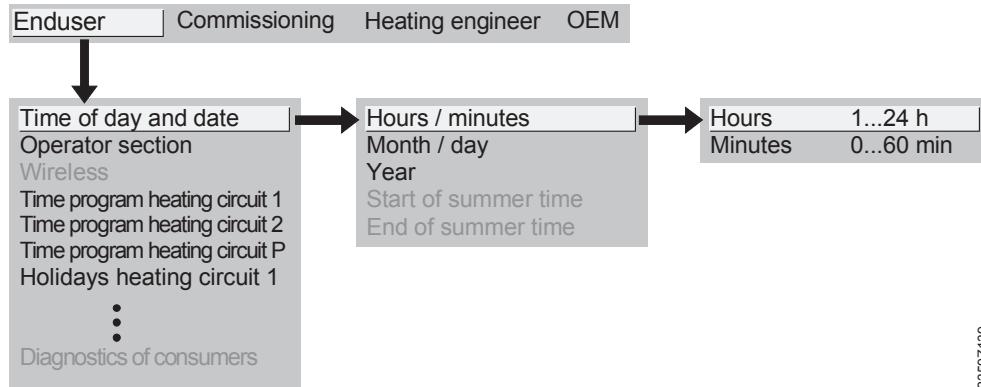 Enduser Commissioning Heating engineer OEM
Time of day and date
Operator section
Wireless
Time program heating circuit 1
Time program heating circuit 2
Time program heating circuit P
Holidays heating circuit 1
Diagnostics of consumers
Hours / minutes
Month / day
Year
Start of summer time
End of summer time
Hours 1...24 h
Minutes 0...60 min